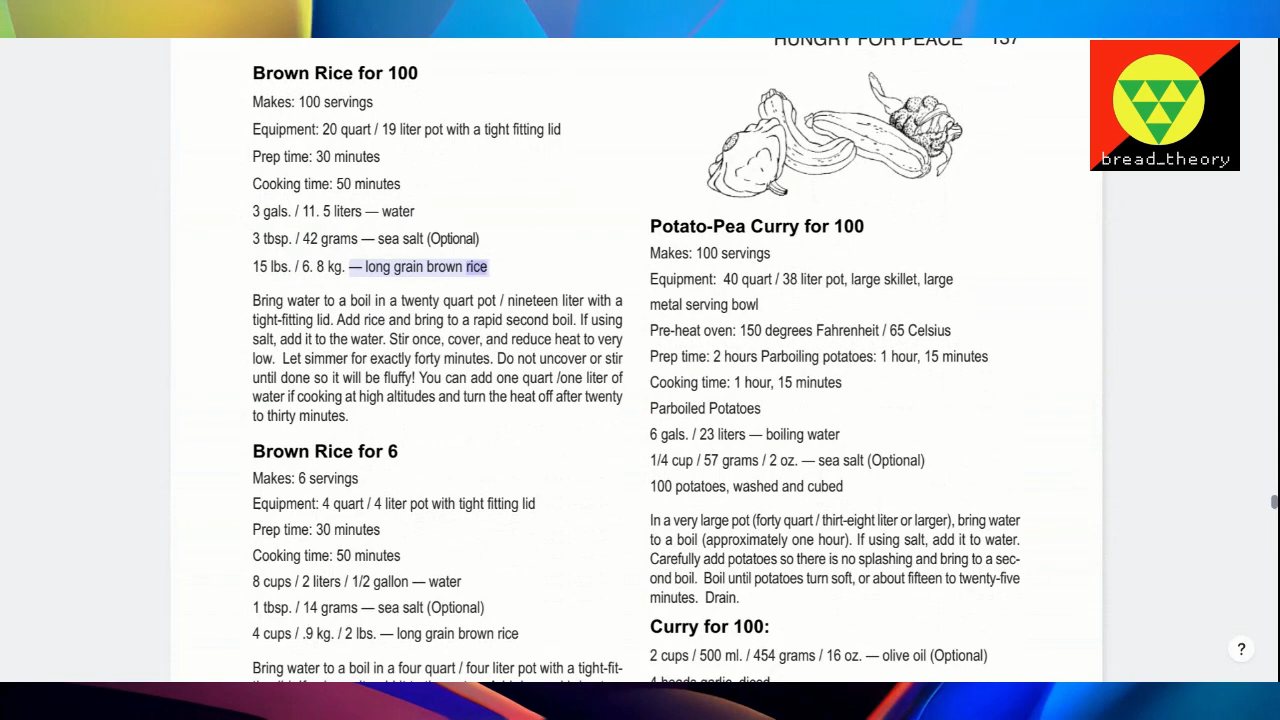 HUNGRY FOR PEACE 137
bread_theory
Brown Rice for 100
Makes: 100 servings
Equipment: 20 quart / 19 liter pot with a tight fitting lid
Prep time: 30 minutes
Cooking time: 50 minutes
3 gals. / 11. 5 liters — water
3 tbsp. / 42 grams — sea salt (Optional)
15 lbs. / 6. 8 kg. — long grain brown rice
Bring water to a boil in a twenty quart pot / nineteen liter with a
tight-fitting lid. Add rice and bring to a rapid second boil. If using
salt, add it to the water. Stir once, cover, and reduce heat to very
low. Let simmer for exactly forty minutes. Do not uncover or stir
until done so it will be fluffy! You can add one quart /one liter of
water if cooking at high altitudes and turn the heat off after twenty
to thirty minutes.
Brown Rice for 6
Makes: 6 servings
Equipment: 4 quart / 4 liter pot with tight fitting lid
Prep time: 30 minutes
Cooking time: 50 minutes
8 cups / 2 liters / 1/2 gallon — water
1 tbsp. / 14 grams — sea salt (Optional)
4 cups / .9 kg. / 2 lbs. — long grain brown rice
Bring water to a boil in a four quart / four liter pot with a tight-fit-
Potato-Pea Curry for 100
Makes: 100 servings
Equipment: 40 quart / 38 liter pot, large skillet, large
metal serving bowl
Pre-heat oven: 150 degrees Fahrenheit / 65 Celsius
Prep time: 2 hours Parboiling potatoes: 1 hour, 15 minutes
Cooking time: 1 hour, 15 minutes
Parboiled Potatoes
6 gals. / 23 liters — boiling water
1/4 cup / 57 grams / 2 oz. — sea salt (Optional)
100 potatoes, washed and cubed
In a very large pot (forty quart / thirt-eight liter or larger), bring water
to a boil (approximately one hour). If using salt, add it to water.
Carefully add potatoes so there is no splashing and bring to a sec-
ond boil. Boil until potatoes turn soft, or about fifteen to twenty-five
minutes. Drain.
Curry for 100:
2 cups / 500 ml. / 454 grams / 16 oz. — olive oil (Optional)
4 heads garlic, diced
?